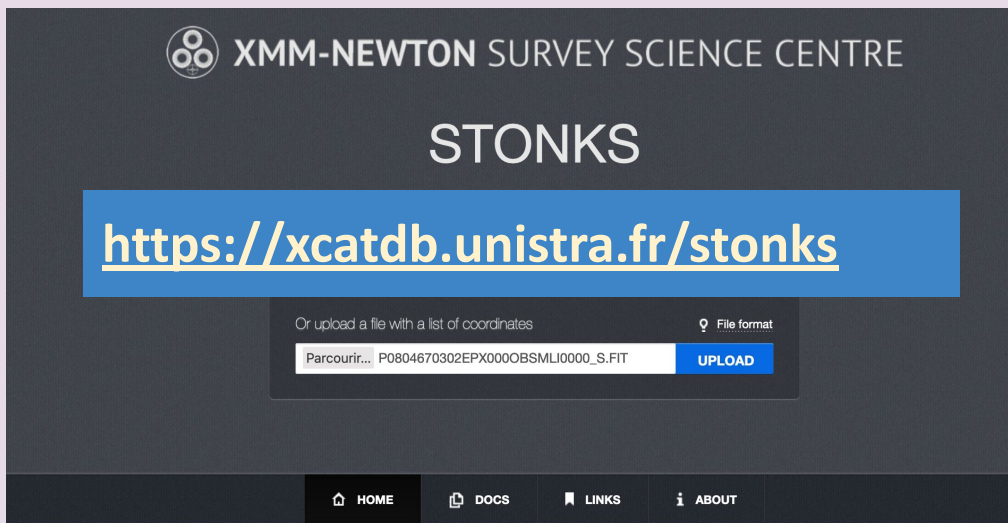 XMM-NEWTON SURVEY SCIENCE CENTRE
STONKS
https://xcatdb.unistra.fr/stonks
Or upload a file with a list of coordinates
File format
Parcourir... P0804670302EPX000OBSMLI0000_S.FIT
UPLOAD
HOME DOCS LINKS ABOUT